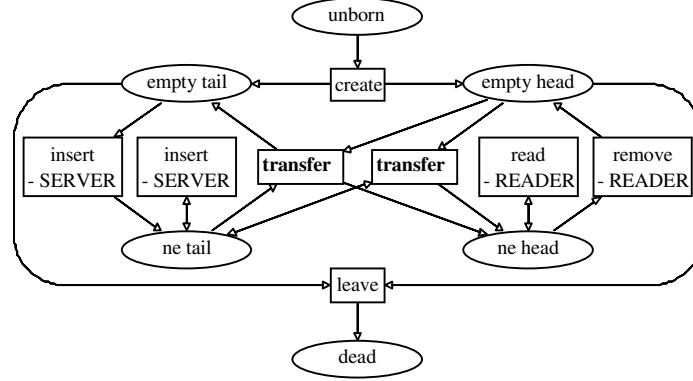 unborn
empty tail
create
empty head
insert
- SERVER
insert
- SERVER
transfer
transfer
read
- READER
remove
- READER
ne tail
ne head
leave
dead